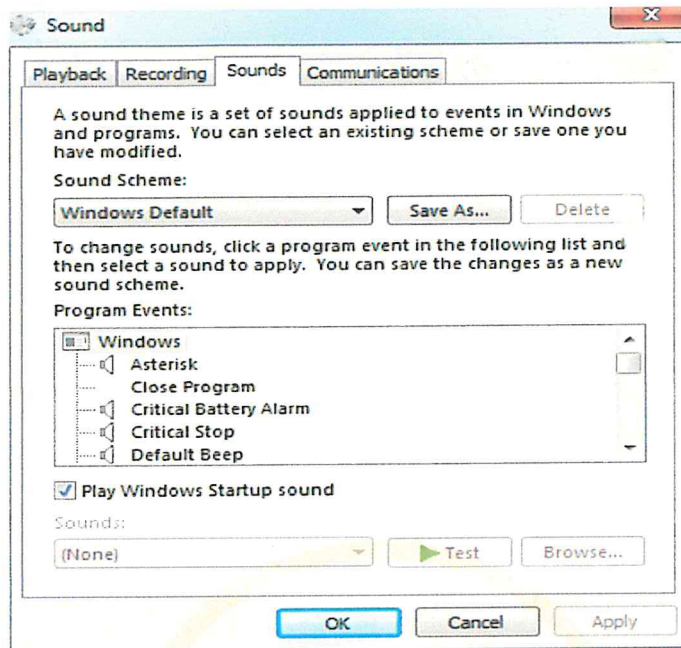 Sound
Playback Recording Sounds Communications
A sound theme is a set of sounds applied to events in Windows
and programs. You can select an existing scheme or save one you
have modified.
Sound Scheme:
Windows Default Save As... Delete
To change sounds, click a program event in the following list and
then select a sound to apply. You can save the changes as a new
sound scheme.
Program Events:
Windows
Asterisk
Close Program
Critical Battery Alarm
Critical Stop
Default Beep
Play Windows Startup sound
Sounds:
(None) Test Browse...
OK Cancel Apply